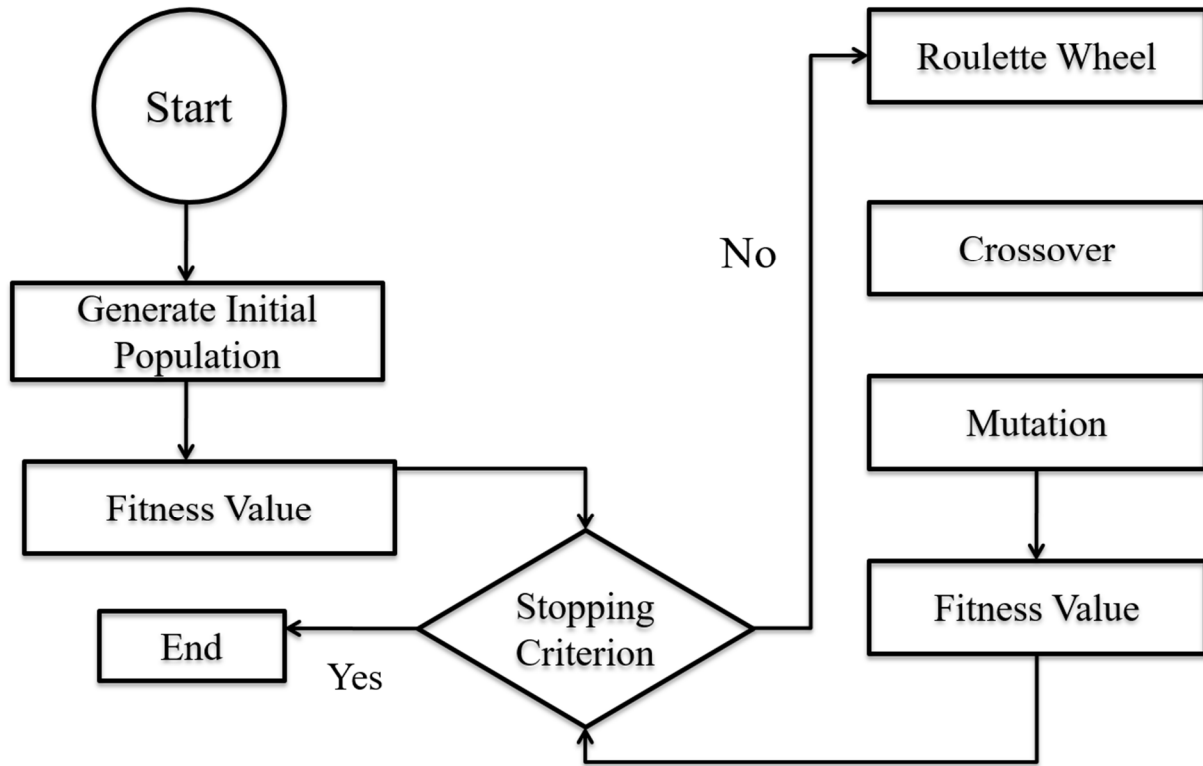 Start
Generate Initial
Population
Fitness Value
Stopping
Criterion
Yes
End
No
Roulette Wheel
Crossover
Mutation
Fitness Value